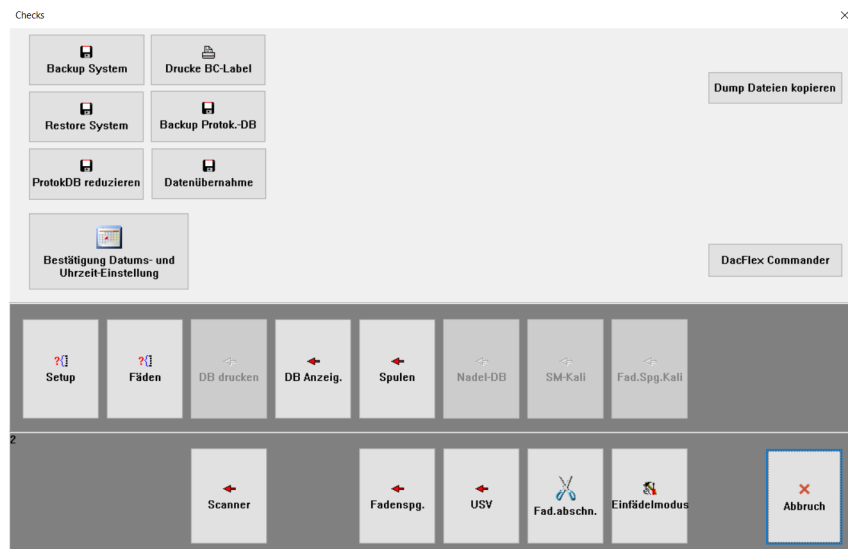 Checks
Backup System
Drucke BC-Label
Dump Dateien kopieren
Restore System
Backup Protok.-DB
ProtokDB reduzieren
Datenübernahme
Bestätigung Datums- und
Uhrzeit-Einstellung
DacFlex Commander
?{}
Setup
?{}
Fäden
DB drucken
DB Anzeig.
Spulen
Nadel-DB
SM-Kali
Fad.Spg.Kali
2
Scanner
Fadenspg.
USV
Fad.abschn.
Einfädelmodus
Abbruch